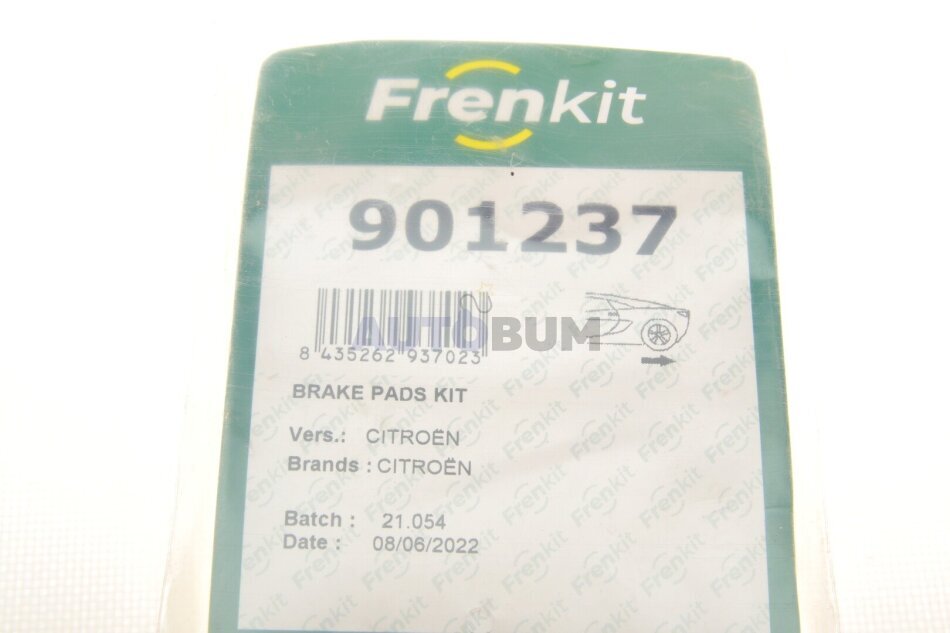 Frenkit
901237
AUTOBUM
8 435262 937023
BRAKE PADS KIT
Vers.: CITROËN
Brands : CITROËN
Batch : 21.054
Date : 08/06/2022